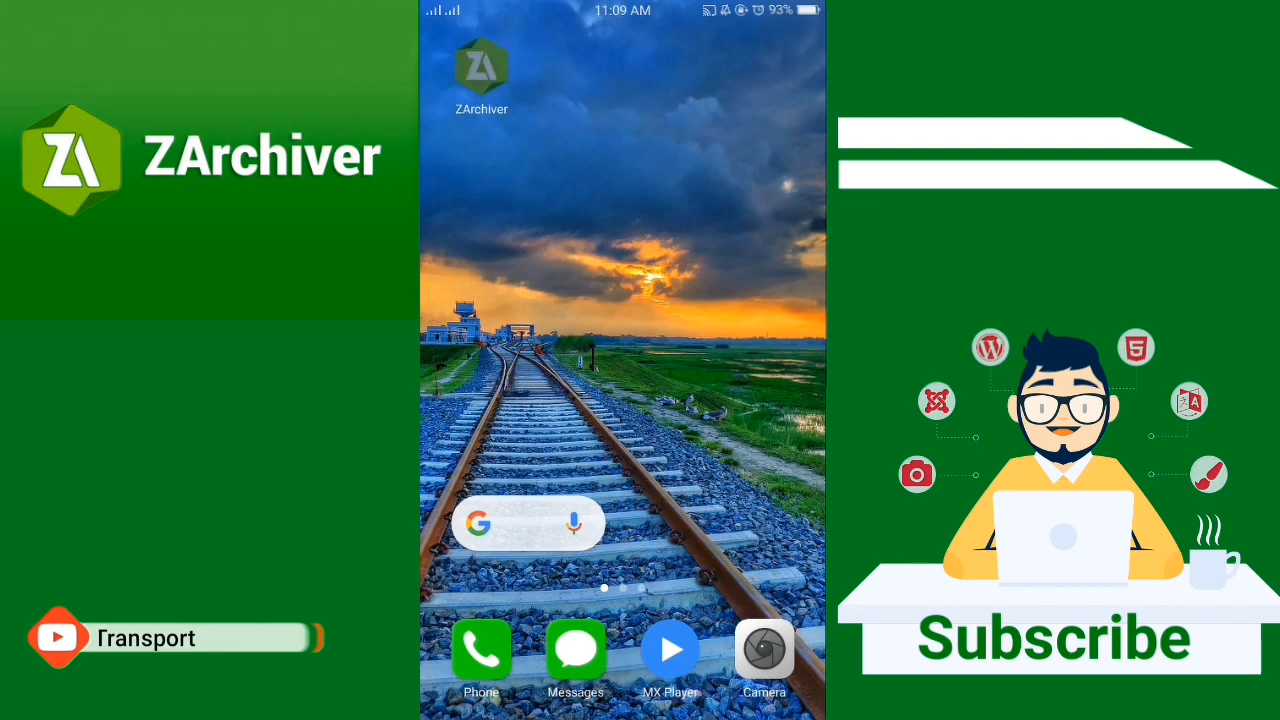 ZArchiver
Transport
11:09 AM
93%
ZArchiver
Phone
Messages
MX Player
Camera
Subscribe